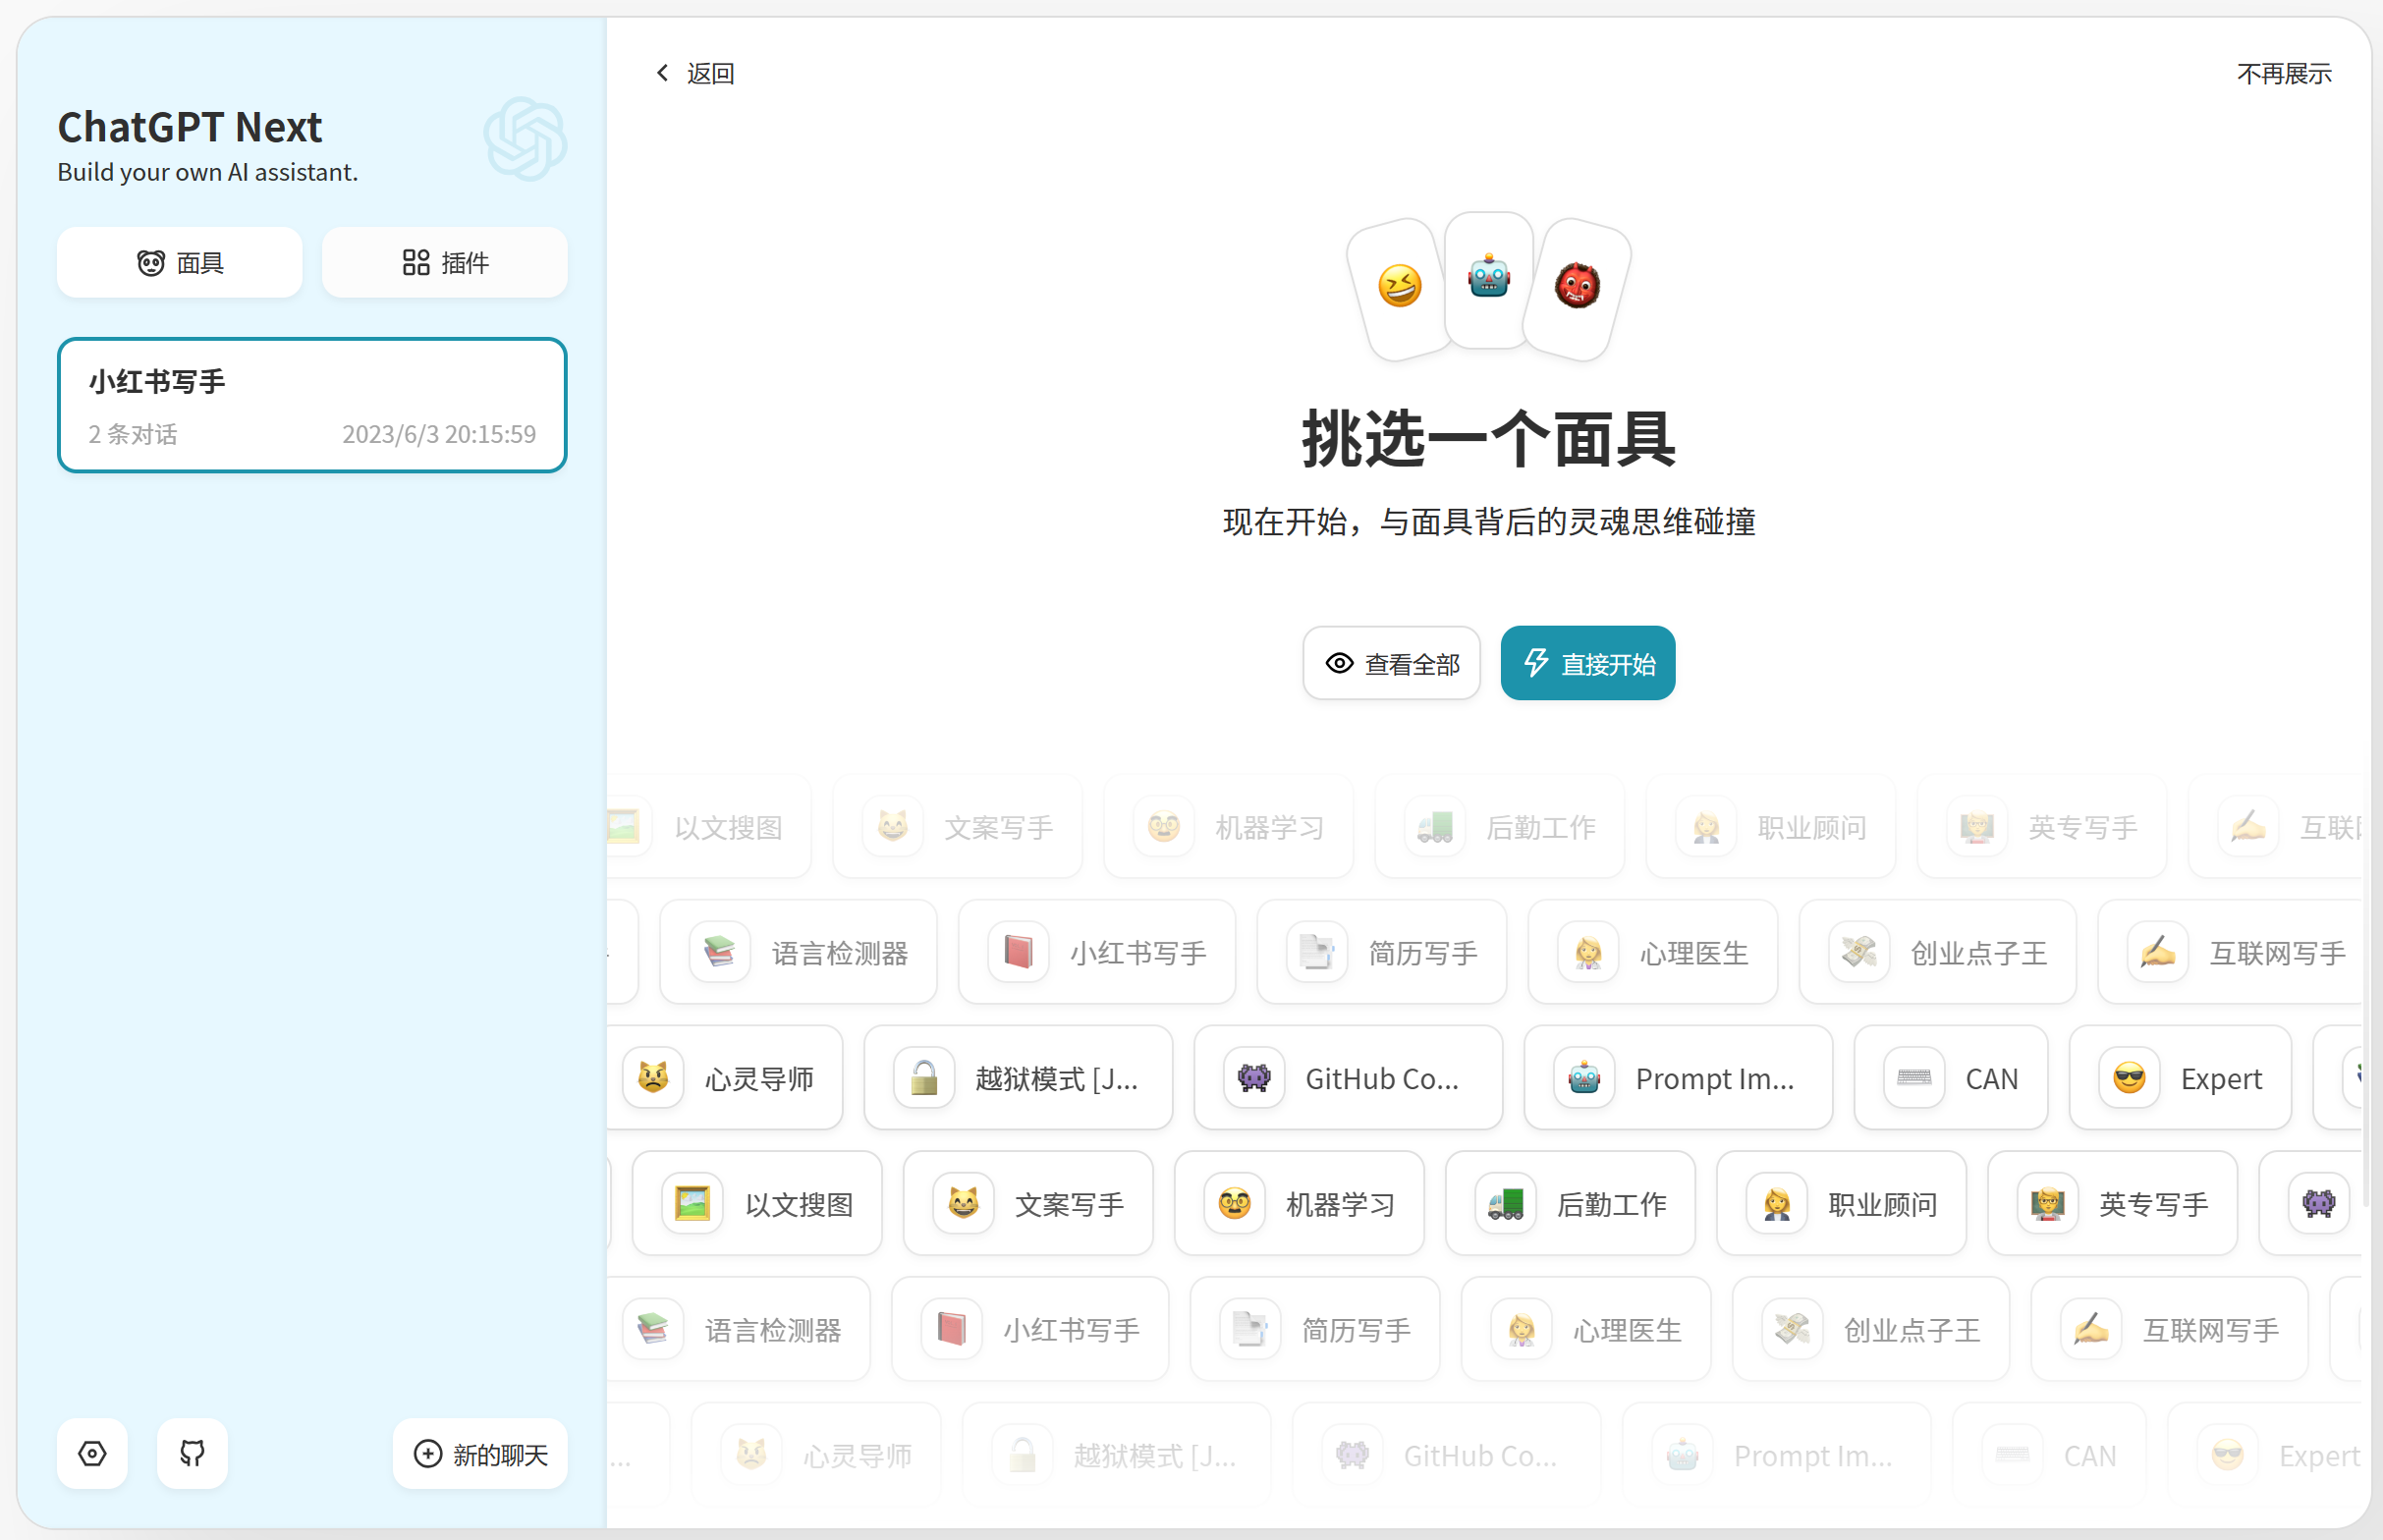 ChatGPT Next
Build your own AI assistant.
面具
插件
小红书写手
2 条对话
2023/6/3 20:15:59
新的聊天
返回
不再展示
挑选一个面具
现在开始，与面具背后的灵魂思维碰撞
查看全部
直接开始
以文搜图
文案写手
机器学习
后勤工作
职业顾问
英专写手
互联
语言检测器
小红书写手
简历写手
心理医生
创业点子王
互联网写手
心灵导师
越狱模式 [J...
GitHub Co...
Prompt Im...
CAN
Expert
以文搜图
文案写手
机器学习
后勤工作
职业顾问
英专写手
语言检测器
小红书写手
简历写手
心理医生
创业点子王
互联网写手
...
心灵导师
越狱模式 [J...
GitHub Co...
Prompt Im...
CAN
Expert